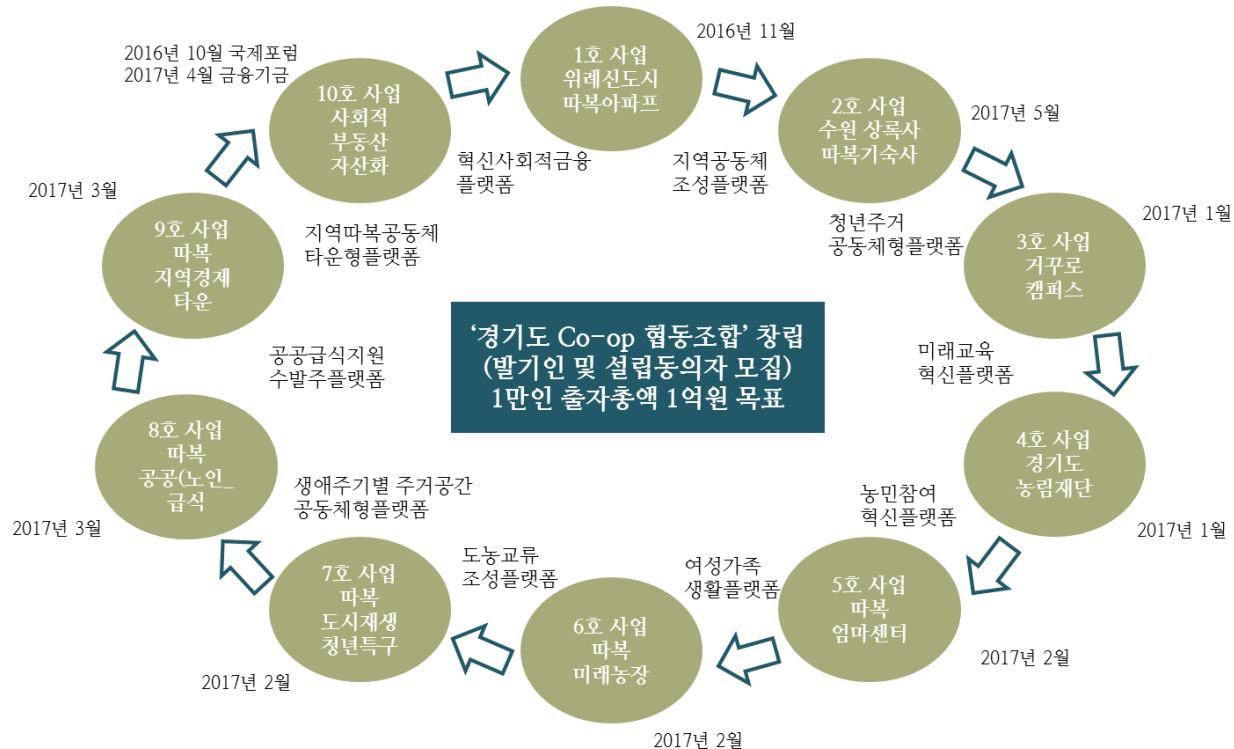 2016년 10월 국제포럼
2017년 4월 금융기금
1호 사업
위례신도시
따복아파프
2016년 11월
10호 사업
사회적
부동산
자산화
2호 사업
수원 상록사
따복기숙사
2017년 5월
혁신사회적금융
플랫폼
지역공동체
조성플랫폼
2017년 3월
9호 사업
따복
지역경제
타운
지역따복공동체
타운형플랫폼
청년주거
공동체형플랫폼
2017년 1월
3호 사업
거꾸로
캠퍼스
'경기도 Co-op 협동조합' 창립
(발기인 및 설립동의자 모집)
1만인 출자총액 1억원 목표
공공급식지원
수발주플랫폼
미래교육
혁신플랫폼
8호 사업
따복
공공(노인_
급식
4호 사업
경기도
농림재단
생애주기별 주거공간
공동체형플랫폼
농민참여
혁신플랫폼
2017년 3월
2017년 1월
7호 사업
따복
도시재생
청년특구
도농교류
조성플랫폼
여성가족
생활플랫폼
5호 사업
따복
엄마센터
6호 사업
따복
미래농장
2017년 2월
2017년 2월
2017년 2월